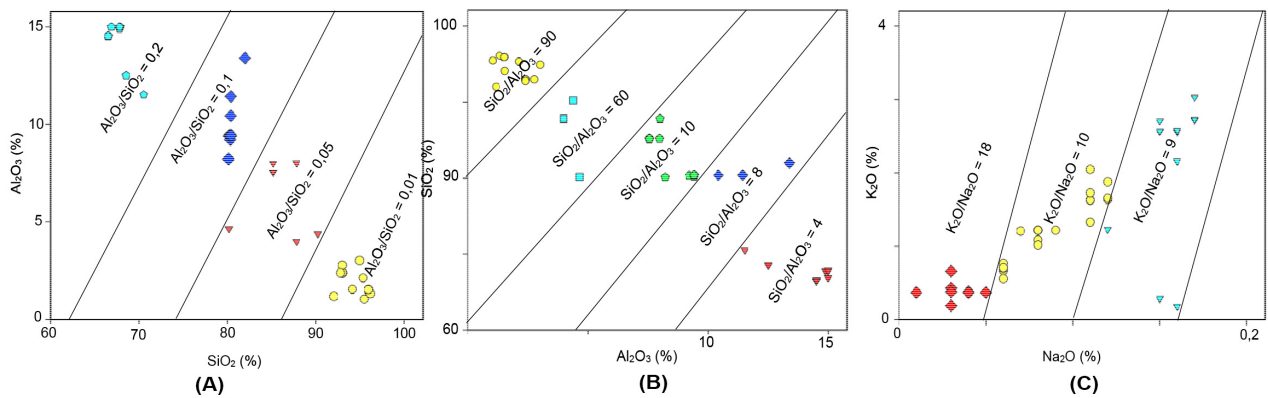 15
10
5
0
Al₂O₃ (%)
60
70
80
90
100
SiO₂ (%)
Al₂O₃/SiO₂ = 0,2
Al₂O₃/SiO₂ = 0,1
Al₂O₃/SiO₂ = 0,05
Al₂O₃/SiO₂ = 0,01
(A)
100
90
60
SiO₂ (%)
10
15
Al₂O₃ (%)
SiO₂/Al₂O₃ = 90
SiO₂/Al₂O₃ = 60
SiO₂/Al₂O₃ = 10
SiO₂/Al₂O₃ = 8
SiO₂/Al₂O₃ = 4
(B)
4
0
K₂O (%)
0
0,2
Na₂O (%)
K₂O/Na₂O = 18
K₂O/Na₂O = 10
K₂O/Na₂O = 9
(C)